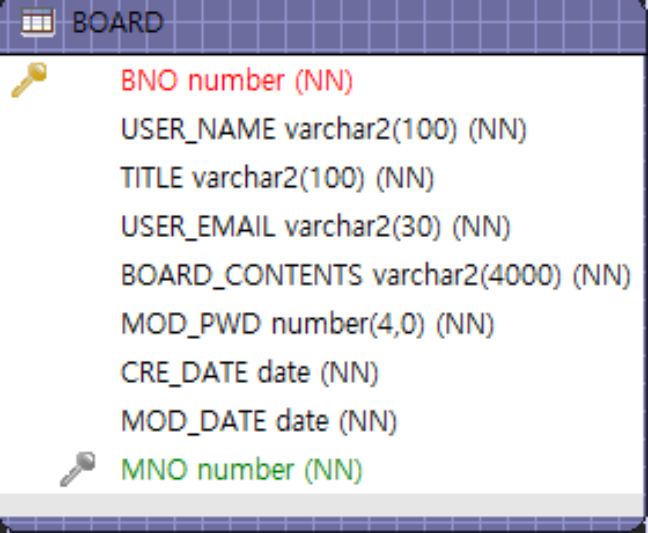 BOARD
BNO number (NN)
USER_NAME varchar2(100) (NN)
TITLE varchar2(100) (NN)
USER_EMAIL varchar2(30) (NN)
BOARD_CONTENTS varchar2(4000) (NN)
MOD_PWD number(4,0) (NN)
CRE_DATE date (NN)
MOD_DATE date (NN)
MNO number (NN)